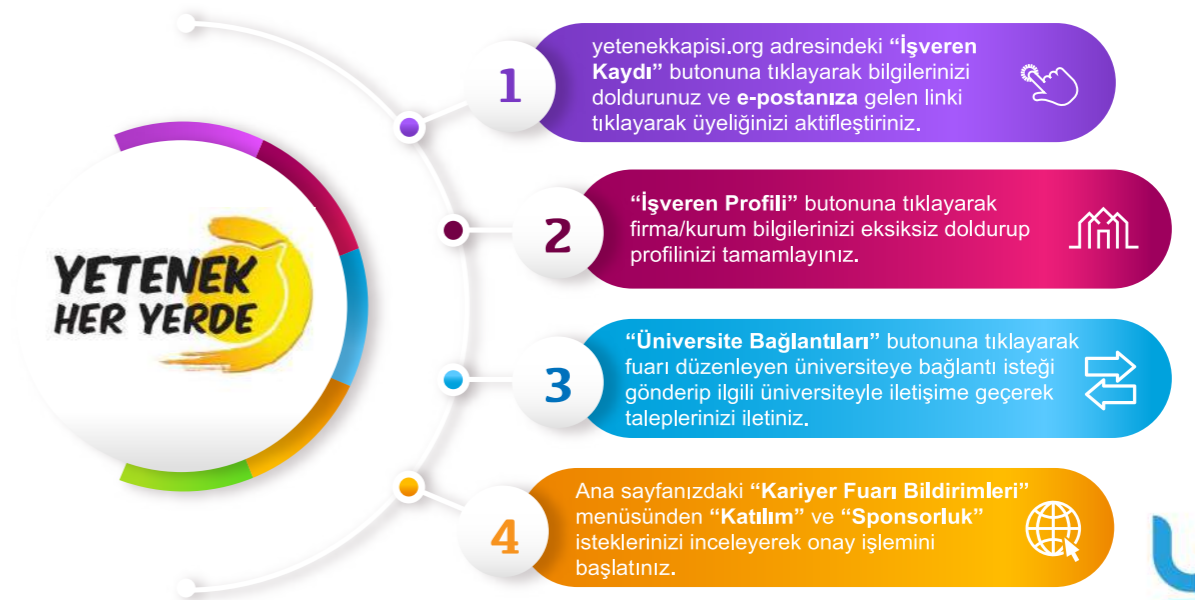 YETENEK
HER YERDE
1
yetenekkapisi.org adresindeki “İşveren
Kaydı” butonuna tıklayarak bilgilerinizi
doldurunuz ve e-postanıza gelen linki
tıklayarak üyeliğinizi aktifleştiriniz.
2
“İşveren Profili” butonuna tıklayarak
firma/kurum bilgilerinizi eksiksiz doldurup
profilinizi tamamlayınız.
3
“Üniversite Bağlantıları” butonuna tıklayarak
fuarı düzenleyen üniversiteye bağlantı isteği
gönderip ilgili üniversiteyle iletişime geçerek
taleplerinizi iletiniz.
4
Ana sayfanızdaki “Kariyer Fuarı Bildirimleri”
menüsünden “Katılım” ve “Sponsorluk”
isteklerinizi inceleyerek onay işlemini
başlatınız.